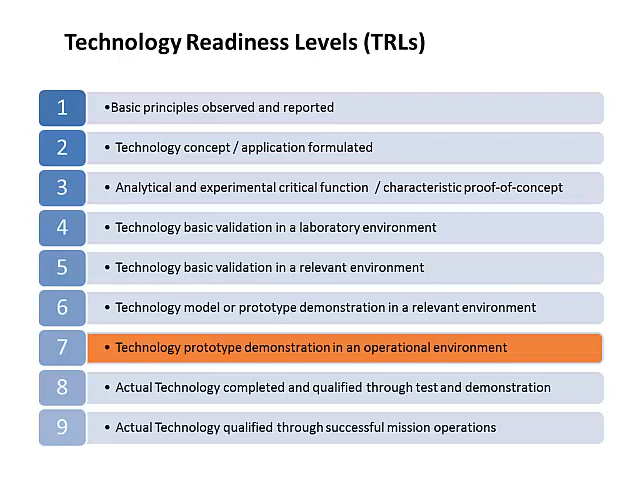 Technology Readiness Levels (TRLs)
1 •Basic principles observed and reported
2 • Technology concept / application formulated
3 • Analytical and experimental critical function / characteristic proof-of-concept
4 • Technology basic validation in a laboratory environment
5 • Technology basic validation in a relevant environment
6 • Technology model or prototype demonstration in a relevant environment
7 • Technology prototype demonstration in an operational environment
8 • Actual Technology completed and qualified through test and demonstration
9 • Actual Technology qualified through successful mission operations